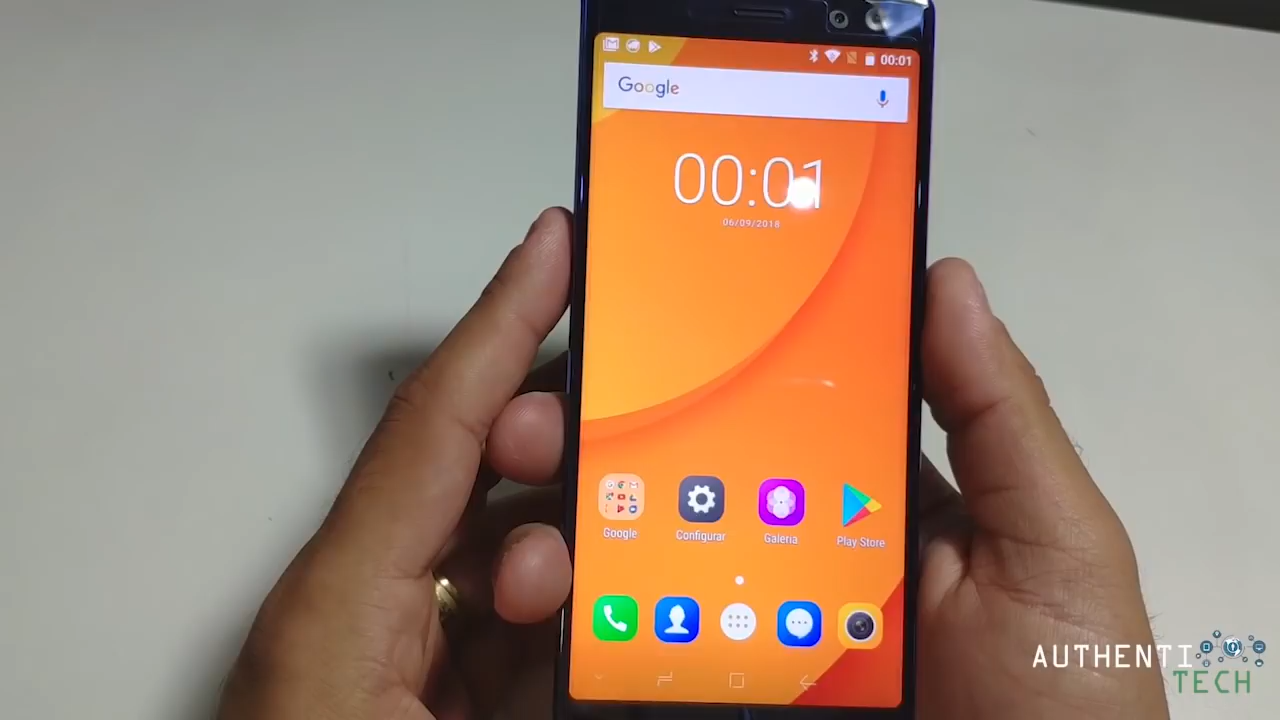 00:01
Google
00:01
06/09/2018
Google
Configurar
Galeria
Play Store
AUTHENTI
TECH